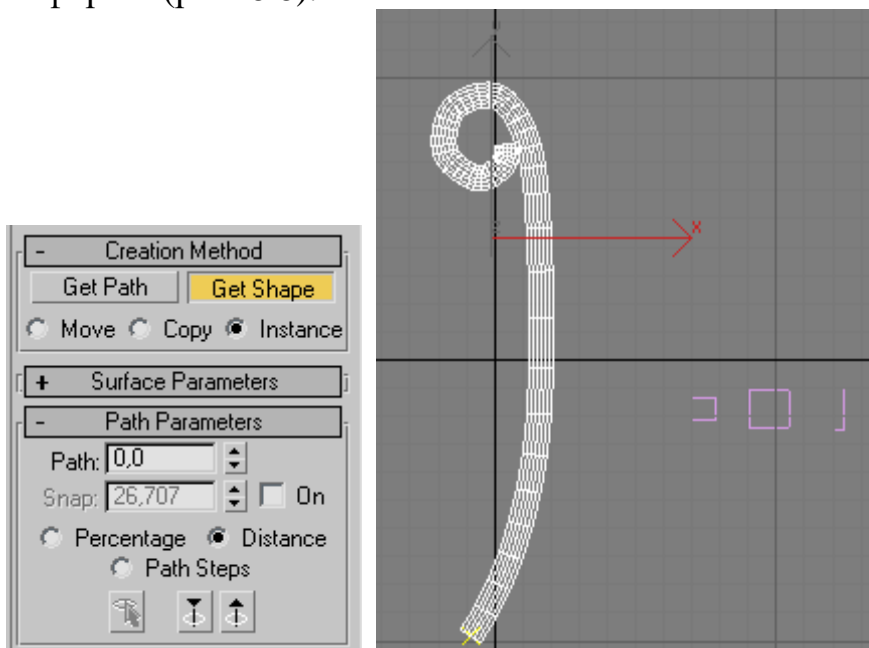 Creation Method
Get Path Get Shape
Move Copy Instance
+ Surface Parameters
- Path Parameters
Path: 0,0
Snap: 26,707 On
Percentage Distance
Path Steps
x